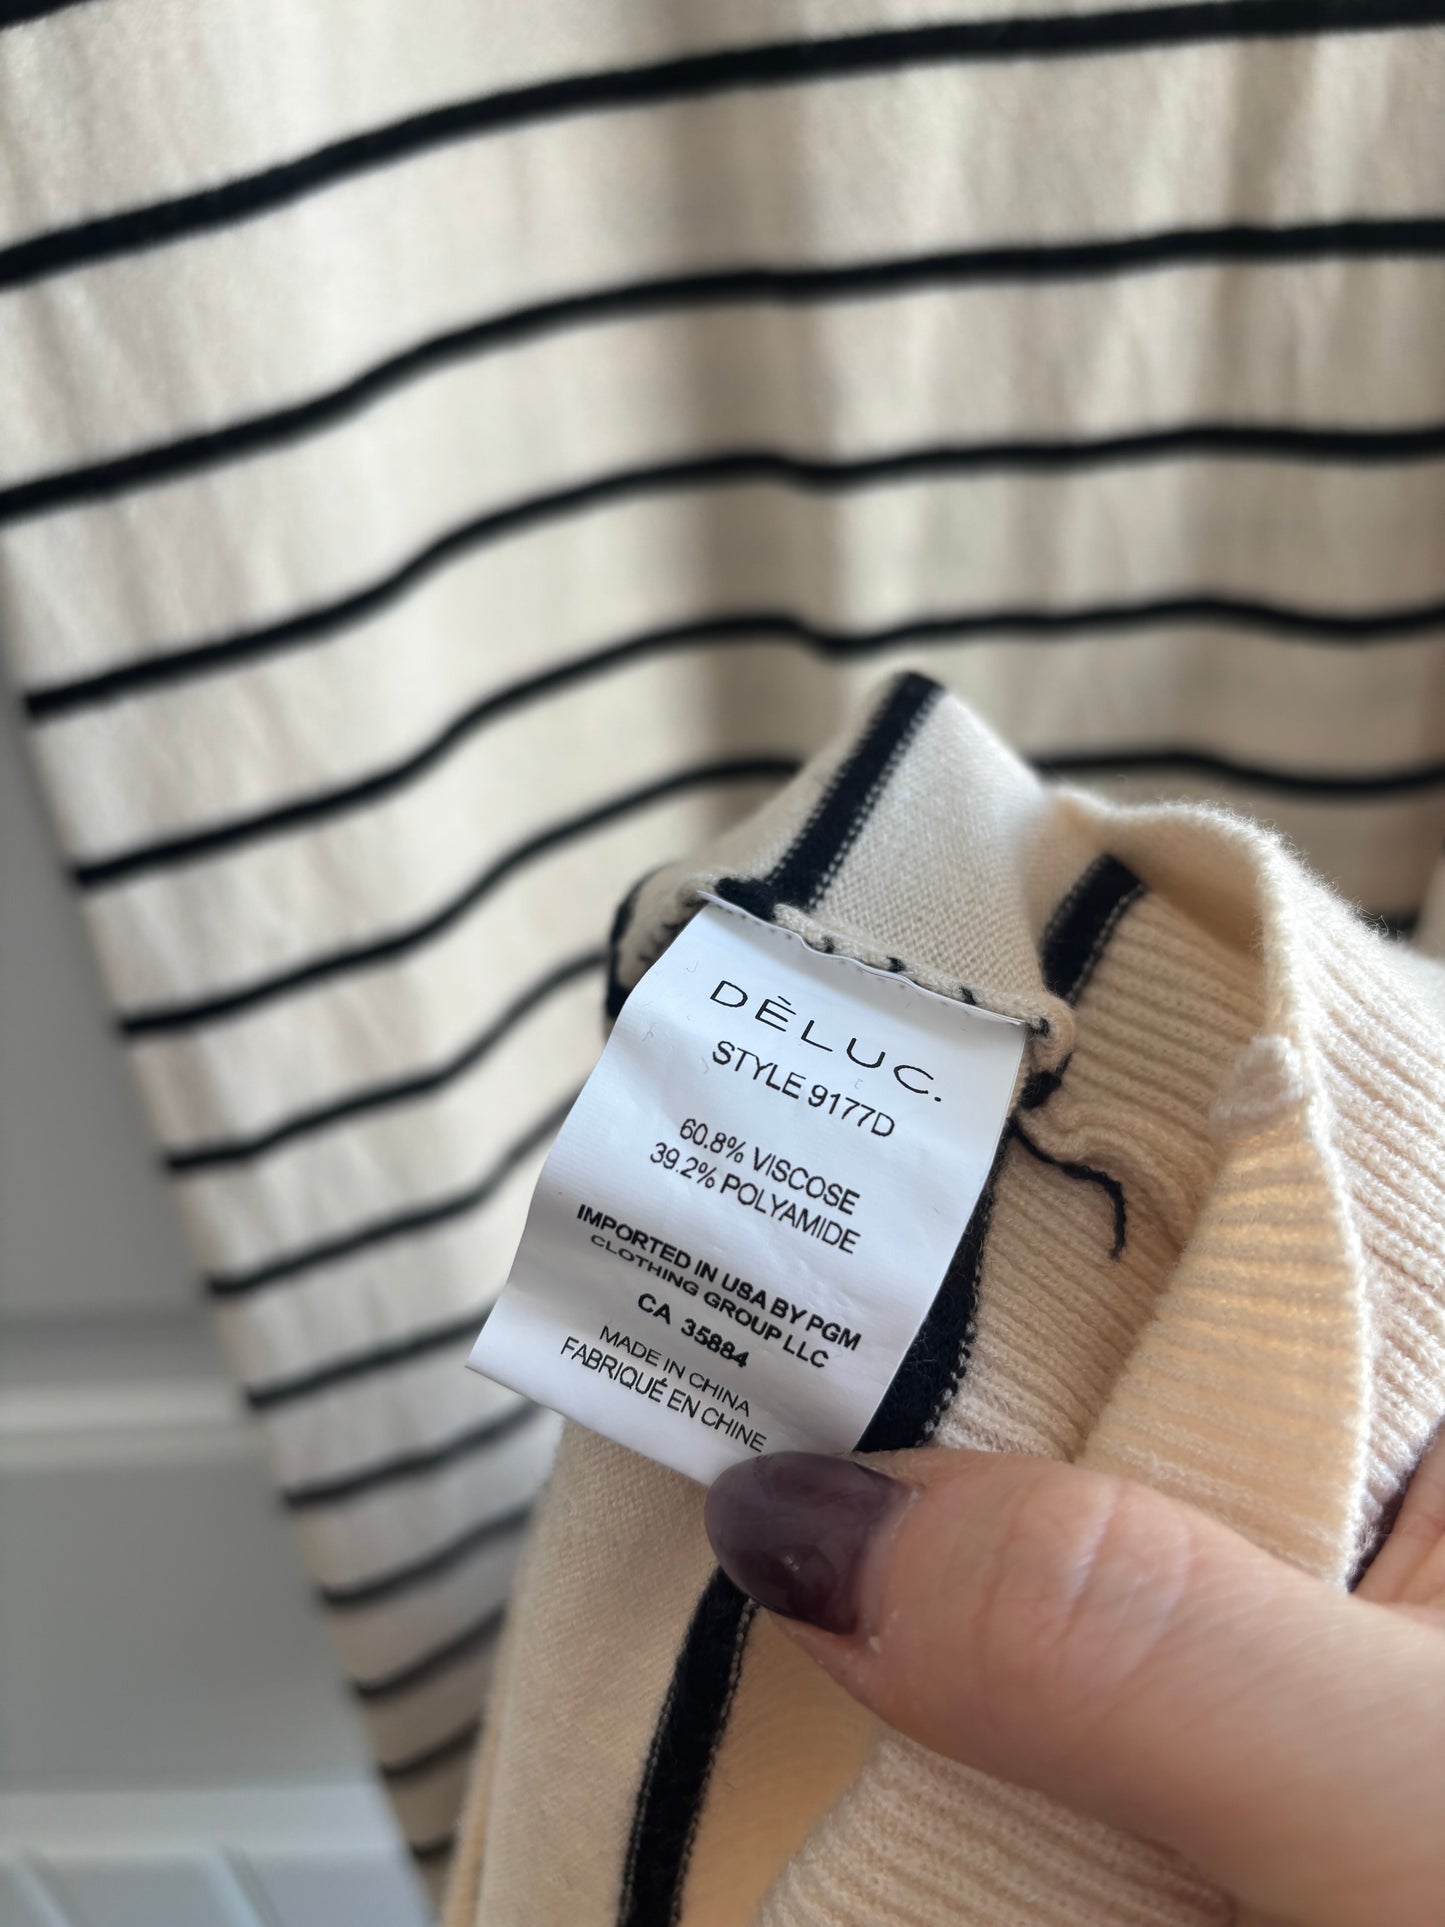 DÈLUC.
STYLE 9177D
60.8% VISCOSE
39.2% POLYAMIDE
IMPORTED IN USA BY PGM
CLOTHING GROUP LLC
CA 35884
MADE IN CHINA
FABRIQUÉ EN CHINE